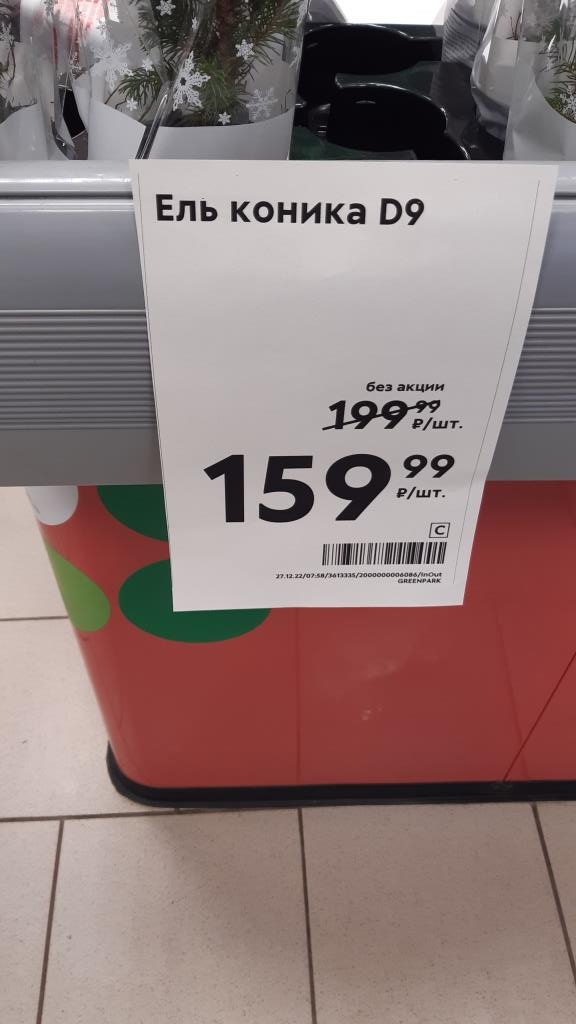 Ель коника D9
без акции
199 99
₽/шт.
159 99
₽/шт.
C
27.12.22/07:58/3613335/2000000006086/InOut
GREENPARK